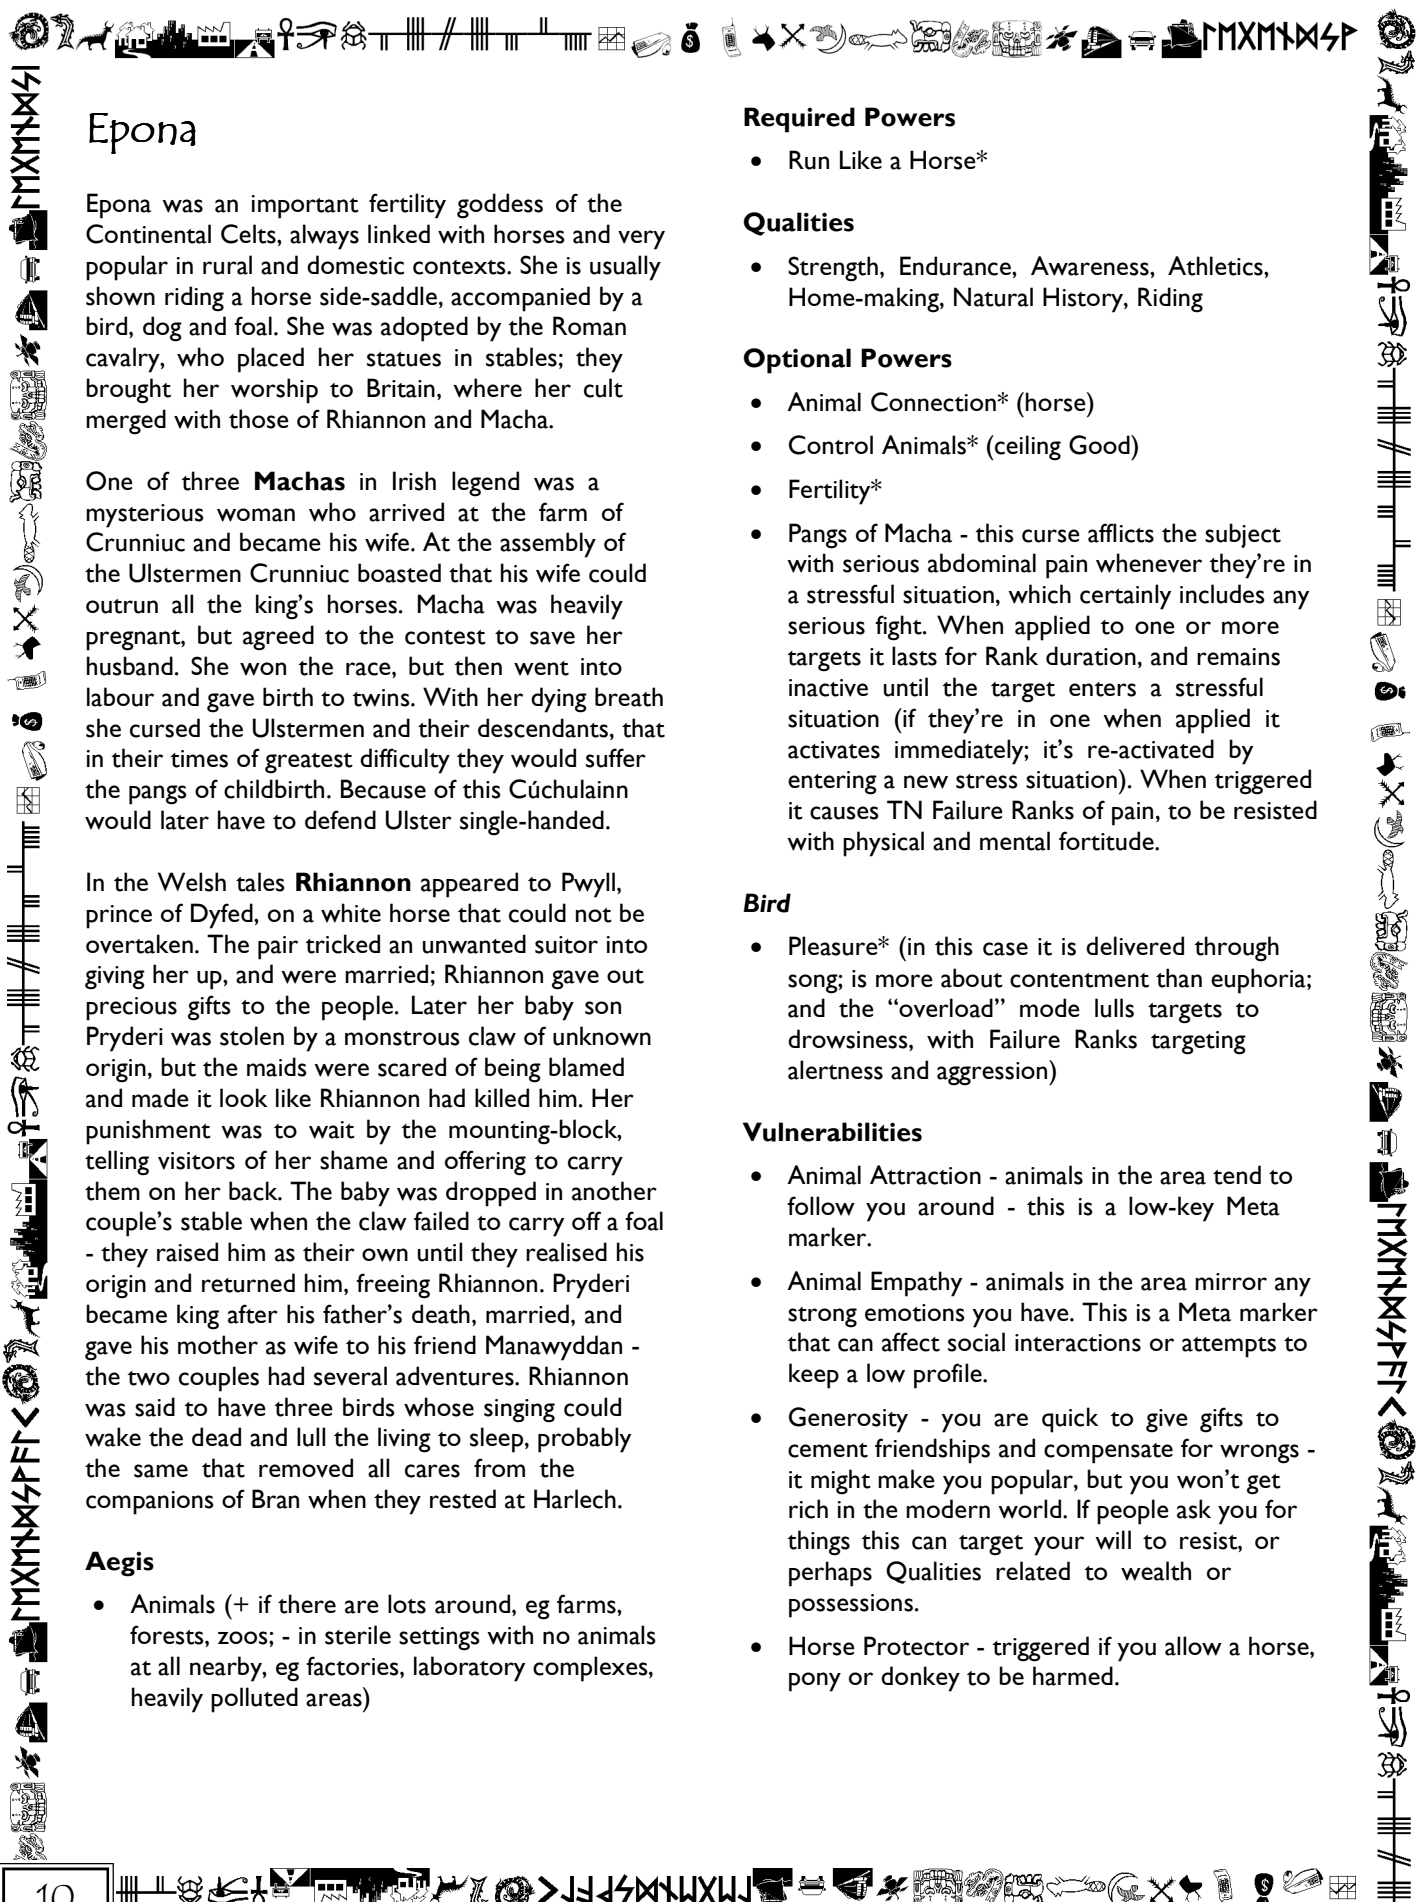 Epona
Epona was an important fertility goddess of the
Continental Celts, always linked with horses and very
popular in rural and domestic contexts. She is usually
shown riding a horse side-saddle, accompanied by a
bird, dog and foal. She was adopted by the Roman
cavalry, who placed her statues in stables; they
brought her worship to Britain, where her cult
merged with those of Rhiannon and Macha.
One of three Machas in Irish legend was a
mysterious woman who arrived at the farm of
Crunniuc and became his wife. At the assembly of
the Ulstermen Crunniuc boasted that his wife could
outrun all the king's horses. Macha was heavily
pregnant, but agreed to the contest to save her
husband. She won the race, but then went into
labour and gave birth to twins. With her dying breath
she cursed the Ulstermen and their descendants, that
in their times of greatest difficulty they would suffer
the pangs of childbirth. Because of this Cúchulainn
would later have to defend Ulster single-handed.
In the Welsh tales Rhiannon appeared to Pwyll,
prince of Dyfed, on a white horse that could not be
overtaken. The pair tricked an unwanted suitor into
giving her up, and were married; Rhiannon gave out
precious gifts to the people. Later her baby son
Pryderi was stolen by a monstrous claw of unknown
origin, but the maids were scared of being blamed
and made it look like Rhiannon had killed him. Her
punishment was to wait by the mounting-block,
telling visitors of her shame and offering to carry
them on her back. The baby was dropped in another
couple's stable when the claw failed to carry off a foal
- they raised him as their own until they realised his
origin and returned him, freeing Rhiannon. Pryderi
became king after his father's death, married, and
gave his mother as wife to his friend Manawyddan -
the two couples had several adventures. Rhiannon
was said to have three birds whose singing could
wake the dead and lull the living to sleep, probably
the same that removed all cares from the
companions of Bran when they rested at Harlech.
Aegis
• Animals (+ if there are lots around, eg farms,
forests, zoos; - in sterile settings with no animals
at all nearby, eg factories, laboratory complexes,
heavily polluted areas)
Required Powers
• Run Like a Horse*
Qualities
• Strength, Endurance, Awareness, Athletics,
Home-making, Natural History, Riding
Optional Powers
• Animal Connection* (horse)
• Control Animals* (ceiling Good)
• Fertility*
• Pangs of Macha - this curse afflicts the subject
with serious abdominal pain whenever they're in
a stressful situation, which certainly includes any
serious fight. When applied to one or more
targets it lasts for Rank duration, and remains
inactive until the target enters a stressful
situation (if they're in one when applied it
activates immediately; it's re-activated by
entering a new stress situation). When triggered
it causes TN Failure Ranks of pain, to be resisted
with physical and mental fortitude.
Bird
• Pleasure* (in this case it is delivered through
song; is more about contentment than euphoria;
and the “overload” mode lulls targets to
drowsiness, with Failure Ranks targeting
alertness and aggression)
Vulnerabilities
• Animal Attraction - animals in the area tend to
follow you around - this is a low-key Meta
marker.
• Animal Empathy - animals in the area mirror any
strong emotions you have. This is a Meta marker
that can affect social interactions or attempts to
keep a low profile.
• Generosity - you are quick to give gifts to
cement friendships and compensate for wrongs -
it might make you popular, but you won't get
rich in the modern world. If people ask you for
things this can target your will to resist, or
perhaps Qualities related to wealth or
possessions.
• Horse Protector - triggered if you allow a horse,
pony or donkey to be harmed.
10